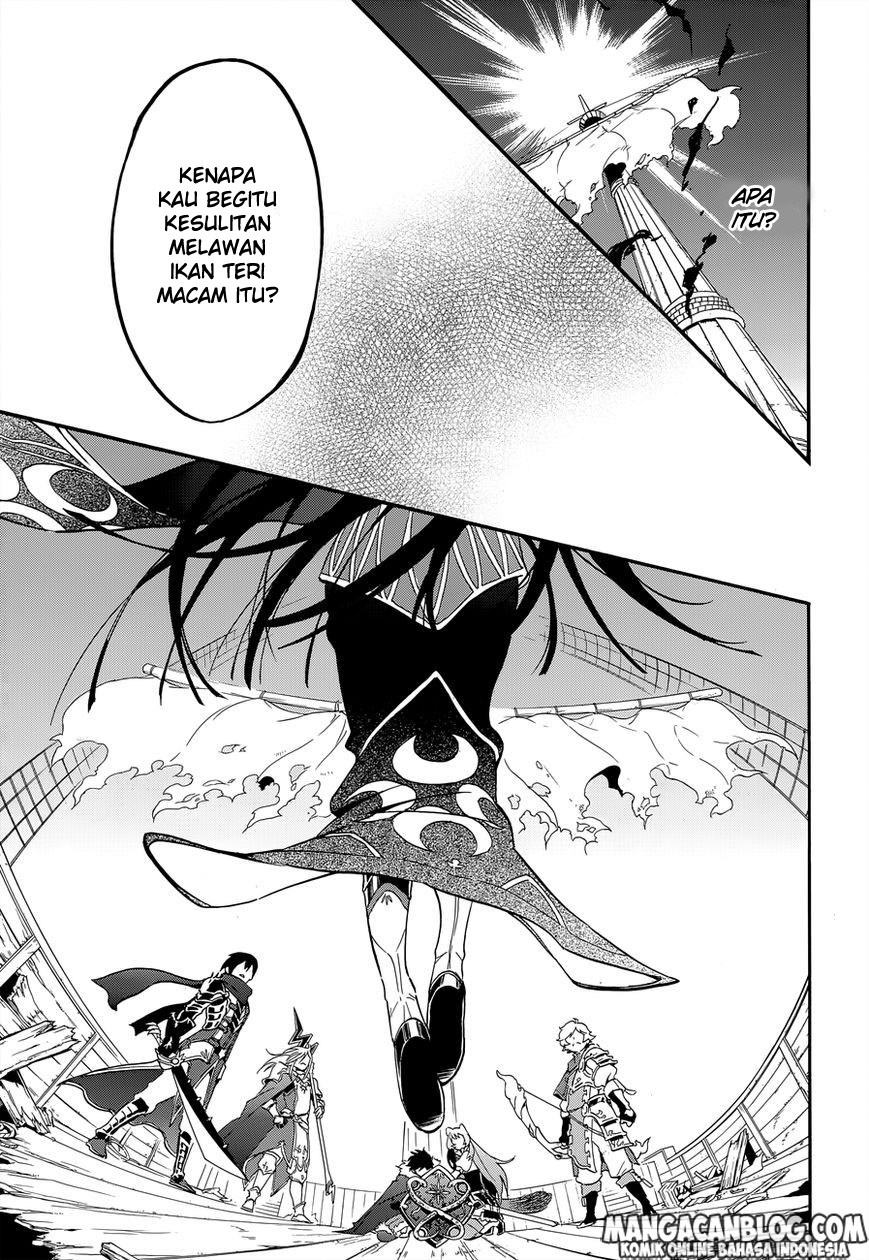 APA
ITU?
KENAPA
KAU BEGITU
KESULITAN
MELAWAN
IKAN TERI
MACAM ITU?
MANGACANBLOG.COM
KOMIK ONLINE BAHASA INDONESIA